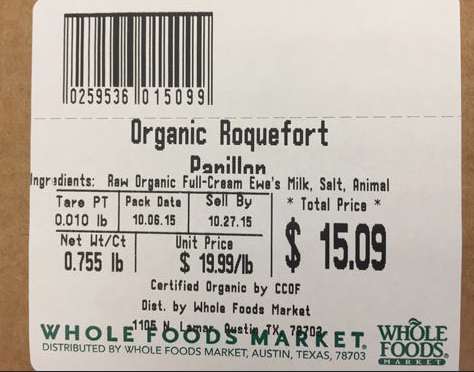 0259536 015099
Organic Roquefort
Papillon
Ingredients: Raw Organic Full-Cream Ewe's Milk, Salt, Animal
Tare PT Pack Date Sell By * Total Price *
0.010 lb 10.06.15 10.27.15
Net Wt/Ct Unit Price $ 15.09
0.755 lb $ 19.99/lb
Certified Organic by CCOF
Dist. by Whole Foods Market
1105 N Lamar Austin TX, 78703
WHOLE FOODS MARKET®
DISTRIBUTED BY WHOLE FOODS MARKET, AUSTIN, TEXAS, 78703
WHOLE
FOODS
MARKET